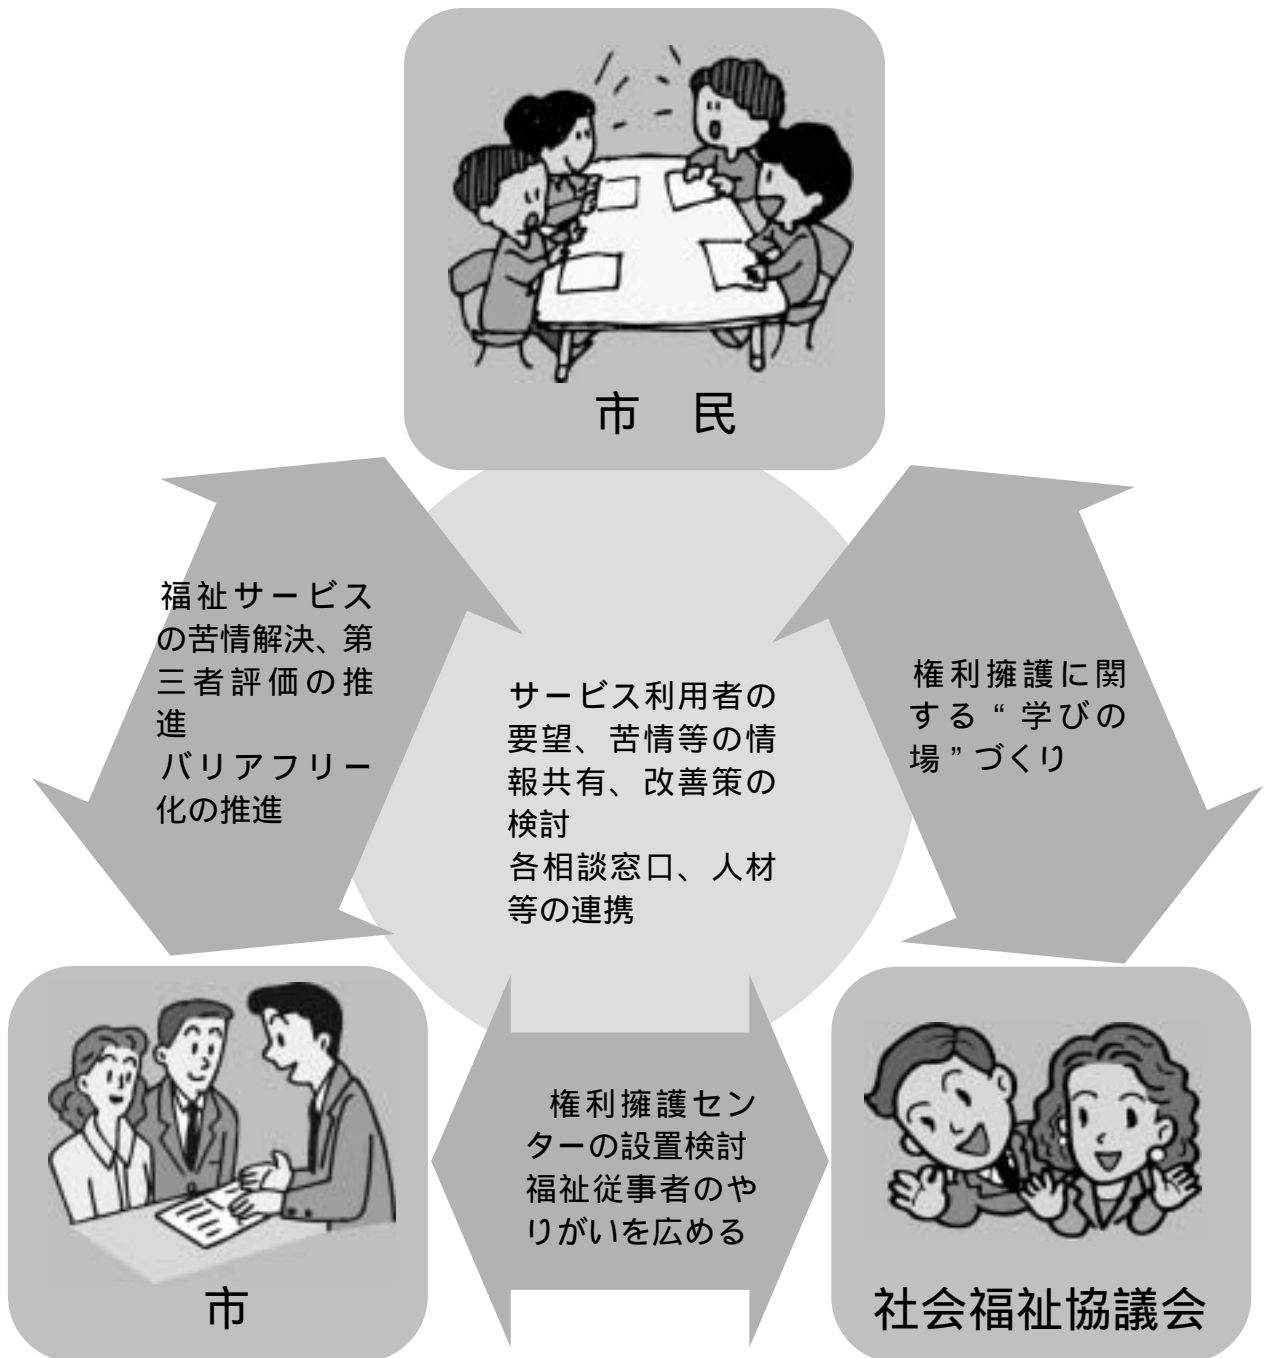 市　民
福祉サービス
の苦情解決、第
三者評価の推
進
バリアフリー
化の推進
サービス利用者の
要望、苦情等の情
報共有、改善策の
検討
各相談窓口、人材
等の連携
権利擁護に関
する“学びの
場”づくり
権利擁護セン
ターの設置検討
福祉従事者のや
りがいを広める
市
社会福祉協議会